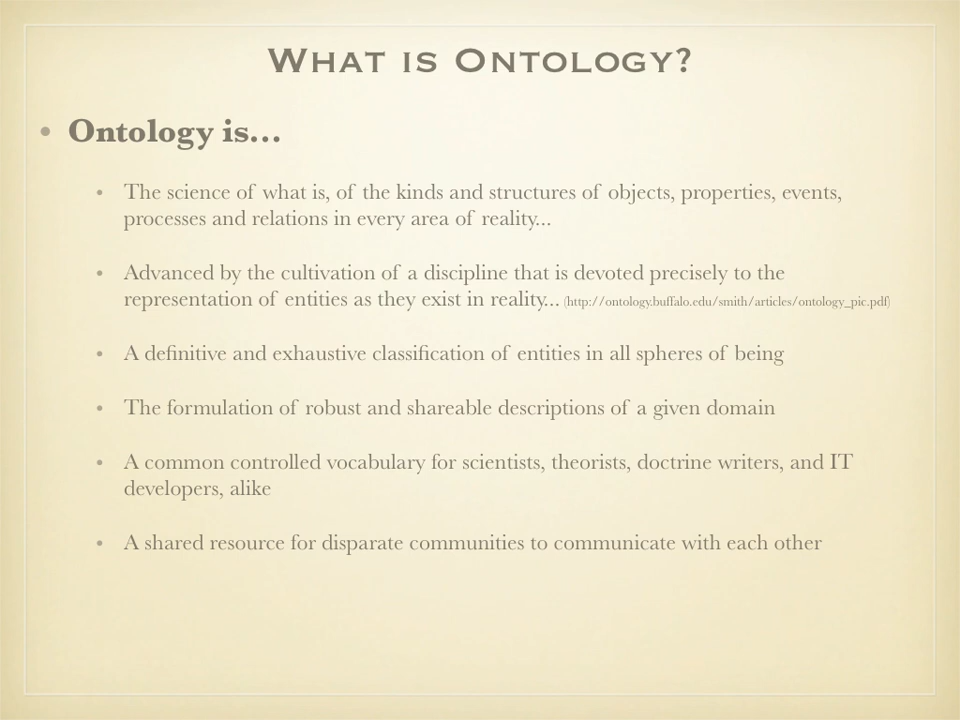 What is Ontology?
• Ontology is...
• The science of what is, of the kinds and structures of objects, properties, events,
processes and relations in every area of reality...
• Advanced by the cultivation of a discipline that is devoted precisely to the
representation of entities as they exist in reality... (http://ontology.buffalo.edu/smith/articles/ontology_pic.pdf)
• A definitive and exhaustive classification of entities in all spheres of being
• The formulation of robust and shareable descriptions of a given domain
• A common controlled vocabulary for scientists, theorists, doctrine writers, and IT
developers, alike
• A shared resource for disparate communities to communicate with each other